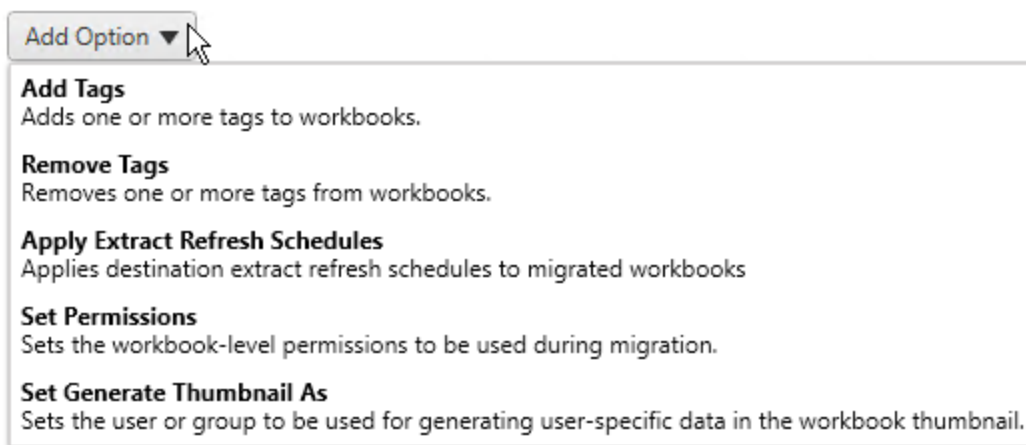 Add Option ▼
Add Tags
Adds one or more tags to workbooks.
Remove Tags
Removes one or more tags from workbooks.
Apply Extract Refresh Schedules
Applies destination extract refresh schedules to migrated workbooks
Set Permissions
Sets the workbook-level permissions to be used during migration.
Set Generate Thumbnail As
Sets the user or group to be used for generating user-specific data in the workbook thumbnail.